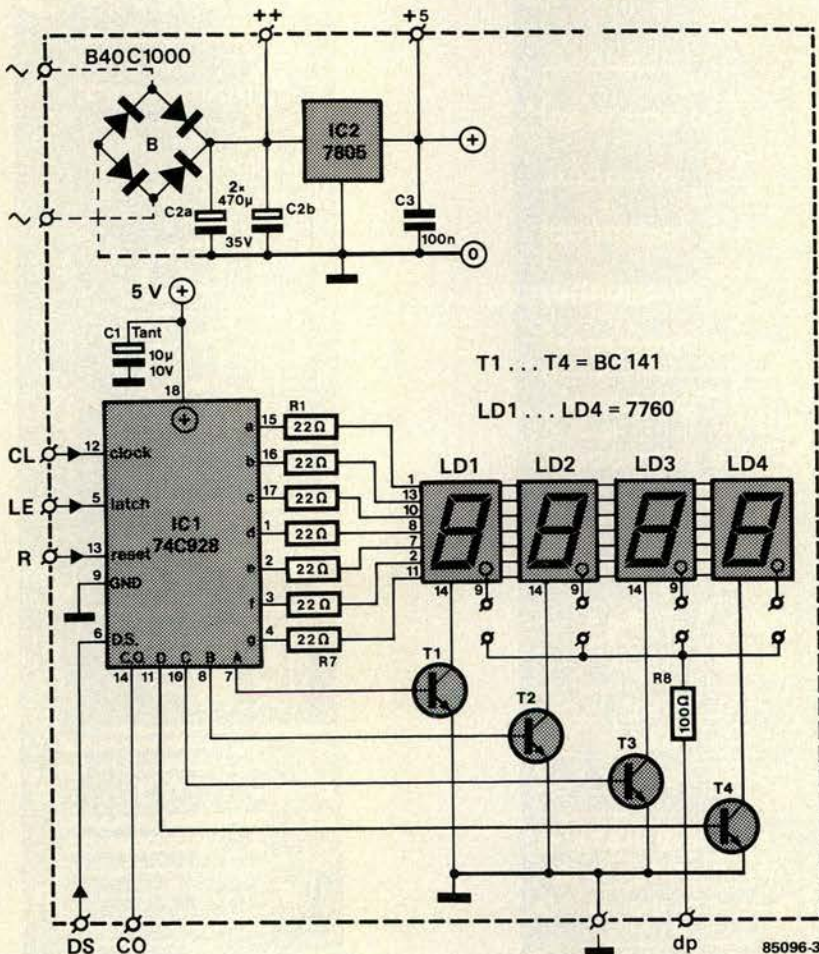 ++ +5
B40C1000
∼
B
IC2
7805
+
2×
470µ
C2a
35V
C2b
C3
100n
∼
0
5 V +
C1 Tant
10µ
10V
18
+
T1 . . . T4 = BC 141
LD1 . . . LD4 = 7760
CL 12 clock
LE 5 latch
R 13 reset
9 GND
6 D.S.
IC1
74C928
a 15 R1 22Ω
b 16 22Ω
c 17 22Ω
d 1 22Ω
e 2 22Ω
f 3 22Ω
g 4 22Ω R7
C.O. D C B A
14 11 10 8 7
LD1 LD2 LD3 LD4
1
13
10
8
7
2
11
14 9 14 9 14 9
T1
T2
T3
T4
R8
100Ω
DS CO dp
85096-3